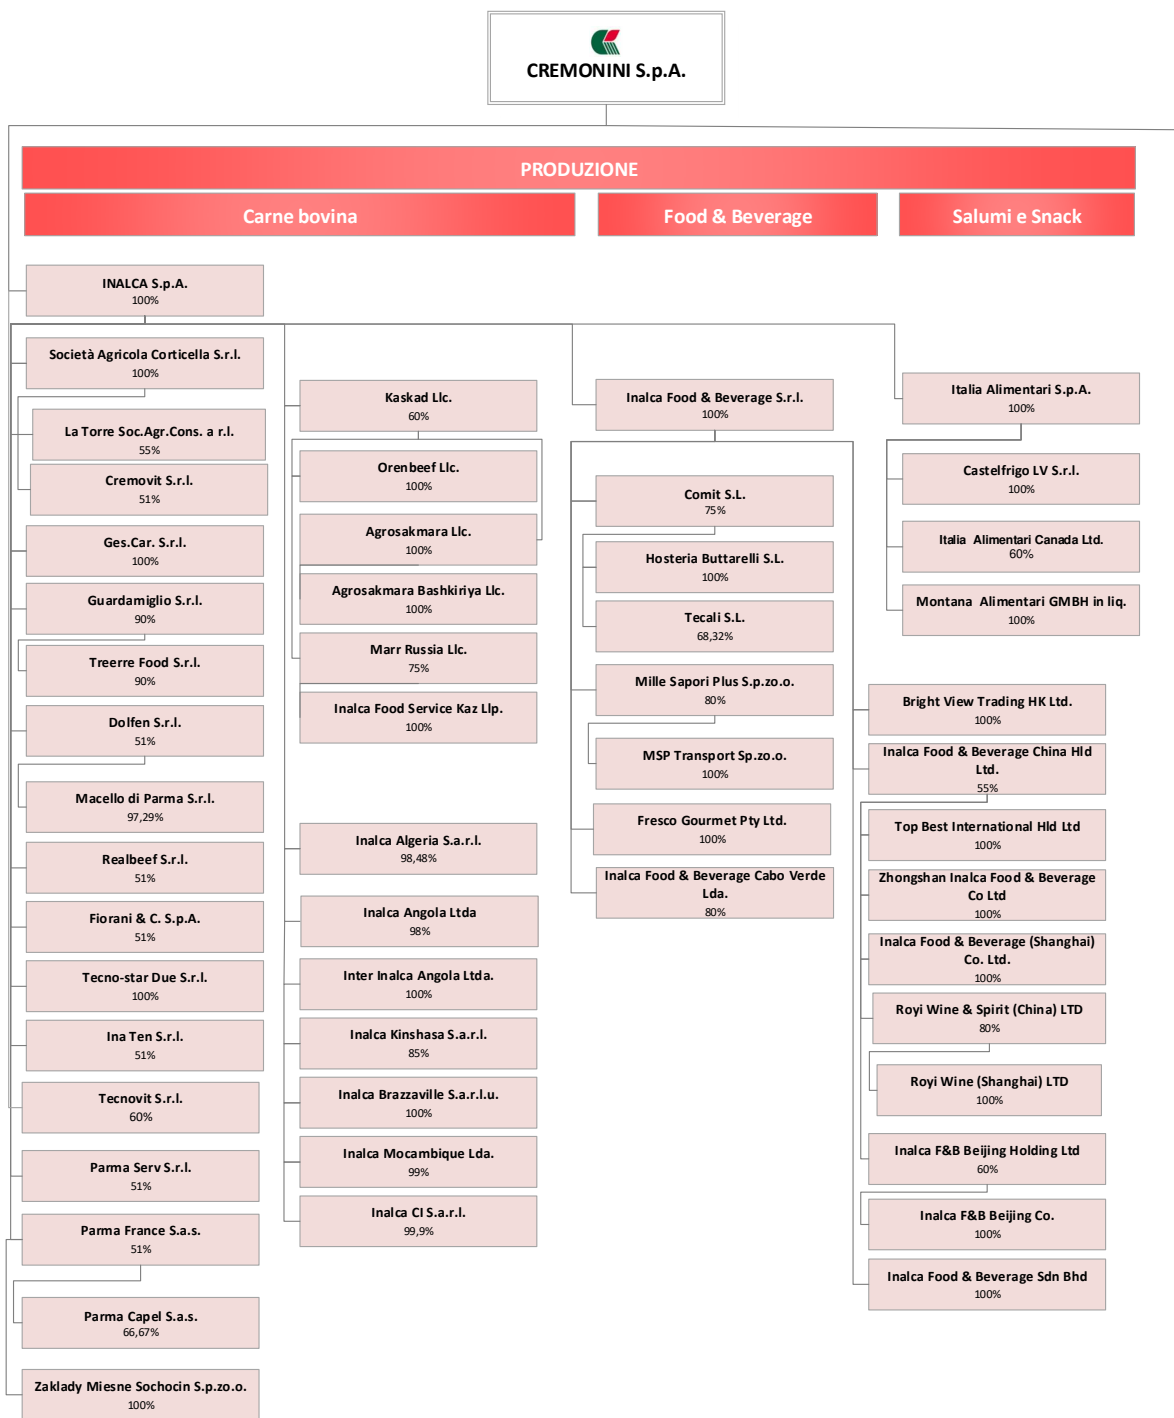 CREMONINI S.p.A.
PRODUZIONE
Carne bovina
Food & Beverage
Salumi e Snack
INALCA S.p.A.
100%
Società Agricola Corticella S.r.l.
100%
La Torre Soc.Agr.Cons. a r.l.
55%
Cremovit S.r.l.
51%
Ges.Car. S.r.l.
100%
Guardamiglio S.r.l.
90%
Treerre Food S.r.l.
90%
Dolfen S.r.l.
51%
Macello di Parma S.r.l.
97,29%
Realbeef S.r.l.
51%
Fiorani & C. S.p.A.
51%
Tecno-star Due S.r.l.
100%
Ina Ten S.r.l.
51%
Tecnovit S.r.l.
60%
Parma Serv S.r.l.
51%
Parma France S.a.s.
51%
Parma Capel S.a.s.
66,67%
Zaklady Miesne Sochocin S.p.zo.o.
100%
Kaskad Llc.
60%
Orenbeef Llc.
100%
Agrosakmara Llc.
100%
Agrosakmara Bashkiriya Llc.
100%
Marr Russia Llc.
75%
Inalca Food Service Kaz Llp.
100%
Inalca Algeria S.a.r.l.
98,48%
Inalca Angola Ltda
98%
Inter Inalca Angola Ltda.
100%
Inalca Kinshasa S.a.r.l.
85%
Inalca Brazzaville S.a.r.l.u.
100%
Inalca Mocambique Lda.
99%
Inalca CI S.a.r.l.
99,9%
Inalca Food & Beverage S.r.l.
100%
Comit S.L.
75%
Hosteria Buttarelli S.L.
100%
Tecali S.L.
68,32%
Mille Sapori Plus S.p.zo.o.
80%
MSP Transport Sp.zo.o.
100%
Fresco Gourmet Pty Ltd.
100%
Inalca Food & Beverage Cabo Verde
Lda.
80%
Italia Alimentari S.p.A.
100%
Castelfrigo LV S.r.l.
100%
Italia Alimentari Canada Ltd.
60%
Montana Alimentari GMBH in liq.
100%
Bright View Trading HK Ltd.
100%
Inalca Food & Beverage China Hld
Ltd.
55%
Top Best International Hld Ltd
100%
Zhongshan Inalca Food & Beverage
Co Ltd
100%
Inalca Food & Beverage (Shanghai)
Co. Ltd.
100%
Royi Wine & Spirit (China) LTD
80%
Royi Wine (Shanghai) LTD
100%
Inalca F&B Beijing Holding Ltd
60%
Inalca F&B Beijing Co.
100%
Inalca Food & Beverage Sdn Bhd
100%